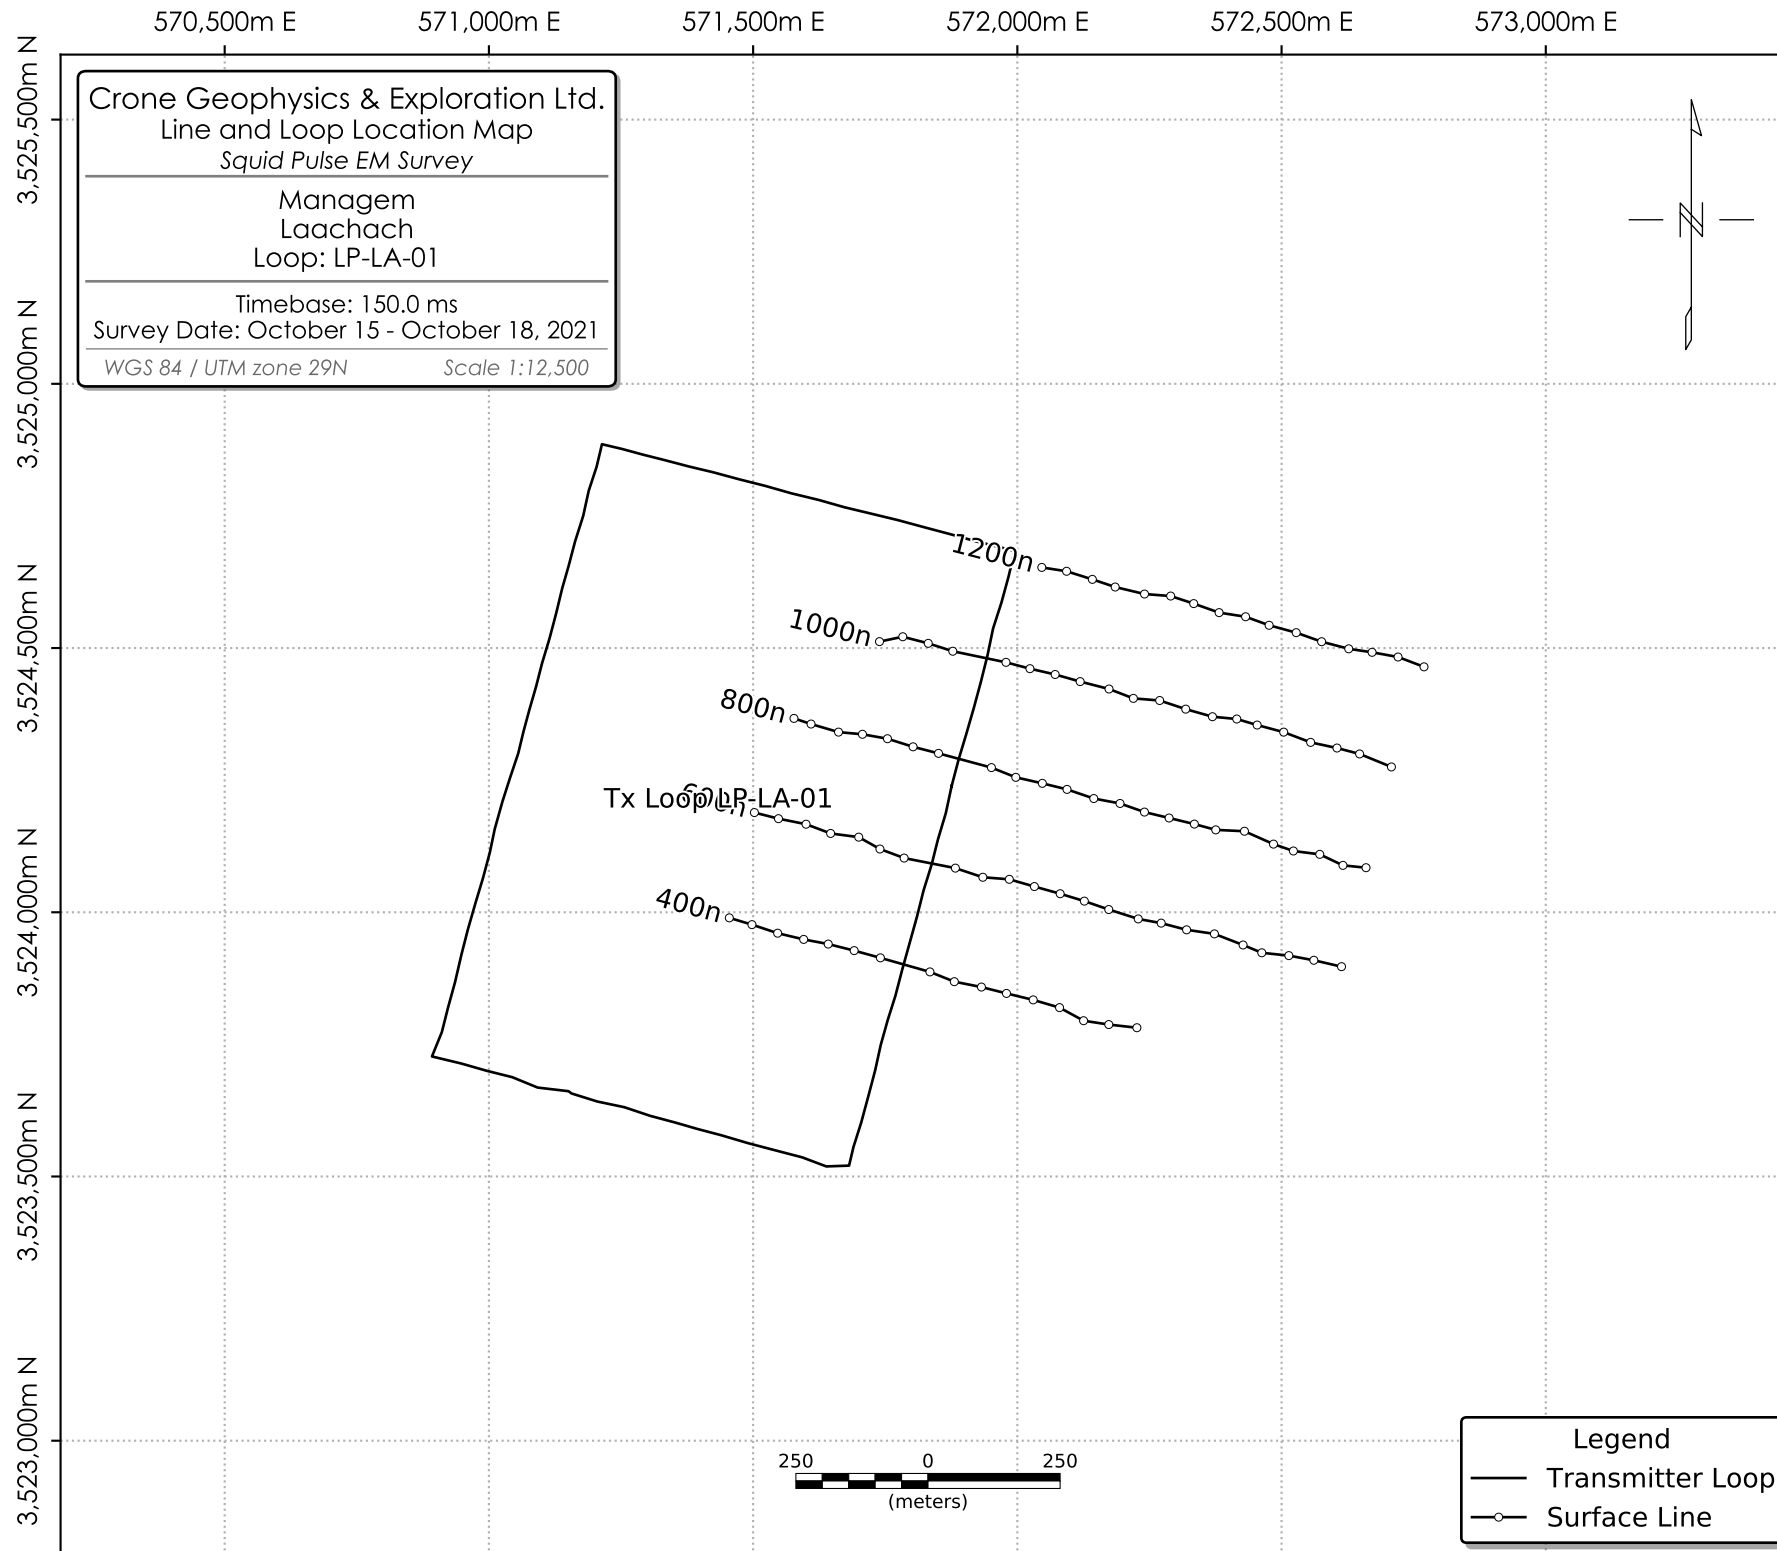 570,500m E 571,000m E 571,500m E 572,000m E 572,500m E 573,000m E
3,525,500m N
3,525,000m N
3,524,500m N
3,524,000m N
3,523,500m N
3,523,000m N
Crone Geophysics & Exploration Ltd.
Line and Loop Location Map
Squid Pulse EM Survey
Managem
Laachach
Loop: LP-LA-01
Timebase: 150.0 ms
Survey Date: October 15 - October 18, 2021
WGS 84 / UTM zone 29N Scale 1:12,500
N
1200n
1000n
800n
600n
Tx Loop LP-LA-01
400n
250 0 250
(meters)
Legend
Transmitter Loop
Surface Line